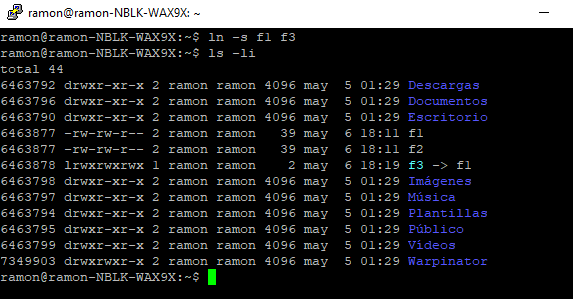 ramon@ramon-NBLK-WAX9X: ~
ramon@ramon-NBLK-WAX9X:~$ ln -s f1 f3
ramon@ramon-NBLK-WAX9X:~$ ls -li
total 44
6463792 drwxr-xr-x 2 ramon ramon 4096 may  5 01:29 Descargas
6463796 drwxr-xr-x 2 ramon ramon 4096 may  5 01:29 Documentos
6463790 drwxr-xr-x 2 ramon ramon 4096 may  5 01:29 Escritorio
6463877 -rw-rw-r-- 2 ramon ramon   39 may  6 18:11 f1
6463877 -rw-rw-r-- 2 ramon ramon   39 may  6 18:11 f2
6463878 lrwxrwxrwx 1 ramon ramon    2 may  6 18:19 f3 -> f1
6463798 drwxr-xr-x 2 ramon ramon 4096 may  5 01:29 Imágenes
6463797 drwxr-xr-x 2 ramon ramon 4096 may  5 01:29 Música
6463794 drwxr-xr-x 2 ramon ramon 4096 may  5 01:29 Plantillas
6463795 drwxr-xr-x 2 ramon ramon 4096 may  5 01:29 Público
6463799 drwxr-xr-x 2 ramon ramon 4096 may  5 01:29 Vídeos
7349903 drwxrwxr-x 2 ramon ramon 4096 may  5 01:29 Warpinator
ramon@ramon-NBLK-WAX9X:~$